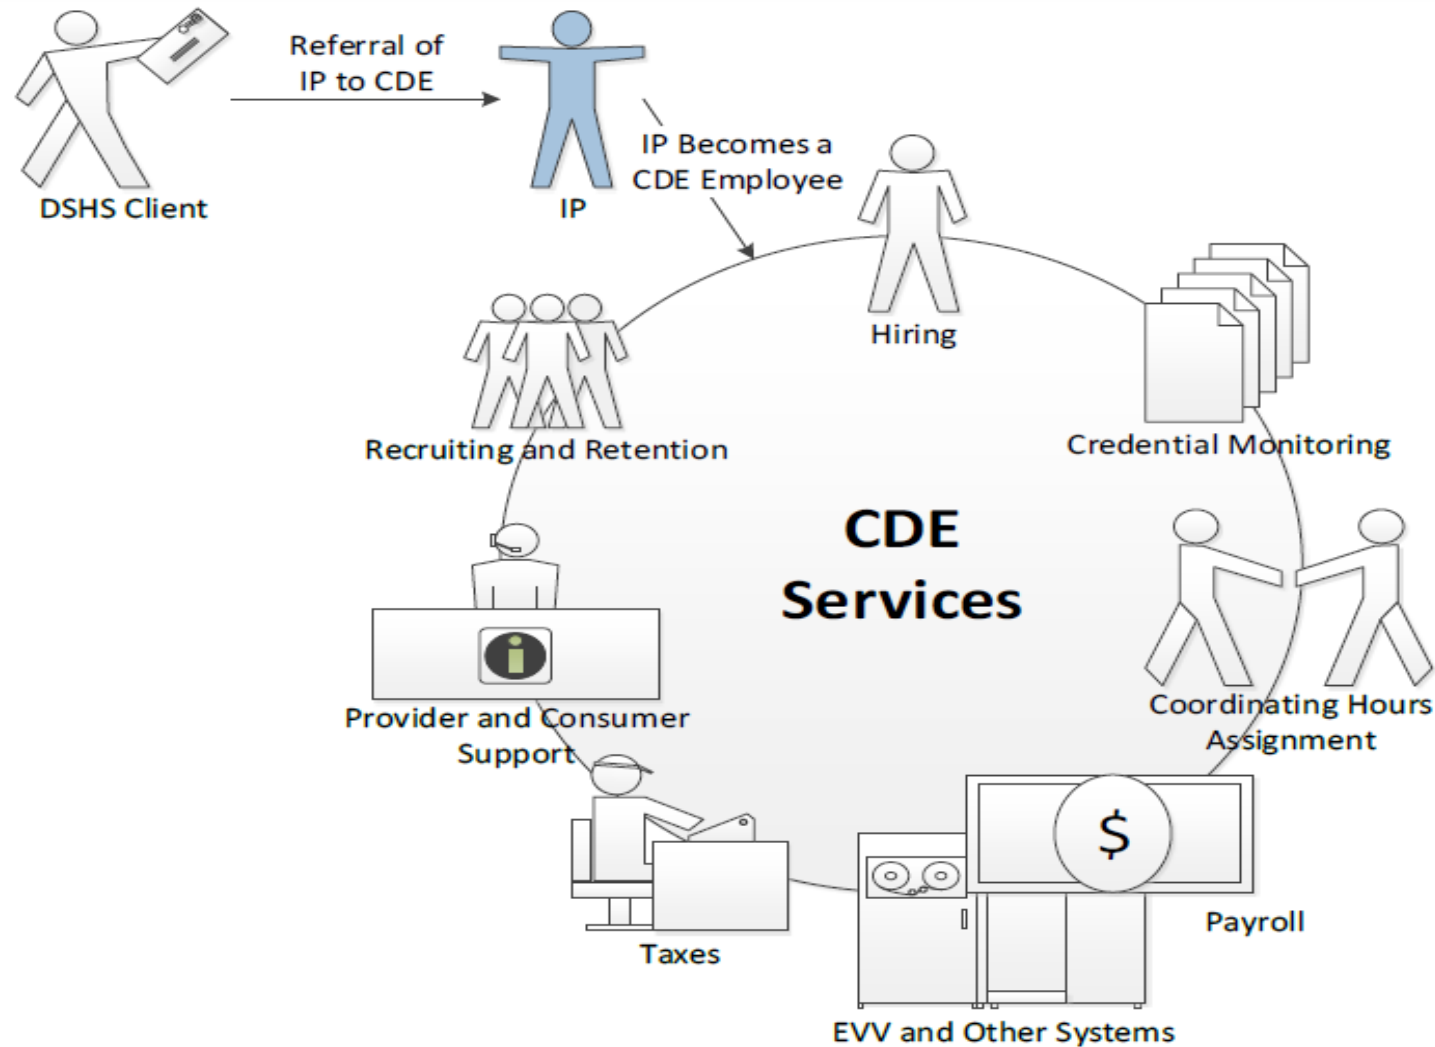 Referral of
IP to CDE
DSHS Client
IP
IP Becomes a
CDE Employee
Hiring
Credential Monitoring
Recruiting and Retention
CDE
Services
Coordinating Hours
Assignment
Provider and Consumer
Support
i
$
Payroll
Taxes
EVV and Other Systems